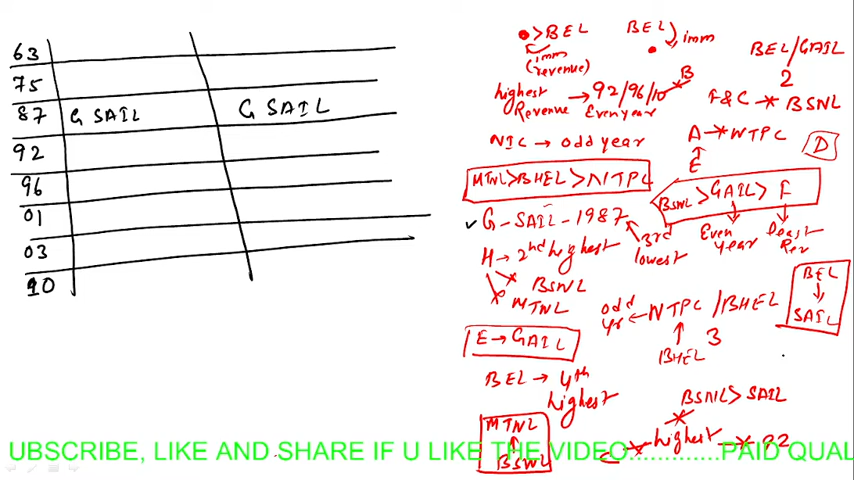 63
75
87 G SAIL G SAIL
92
96
01
03
10
>BEL
imm
(revenue)
BEL
imm
BEL/GAIL
2
highest
Revenue → 92/96/10 B
Even year
F&C BSNL
NIC → odd year
A NTPC
E
D
MTNL>BHEL>NTPC
BSNL>GAIL>F
Even
year
least
Rev
G-SAIL-1987
3rd
lowest
H → 2nd highest
BSNL
MTNL
BEL
SAIL
odd
yr ← NTPC/BHEL
3
BHEL
E → GAIL
BEL → 4th
highest
BSNL>SAIL
MTNL
BSNL
C highest 92
UBSCRIBE, LIKE AND SHARE IF U LIKE THE VIDEO.............PAID QUAL